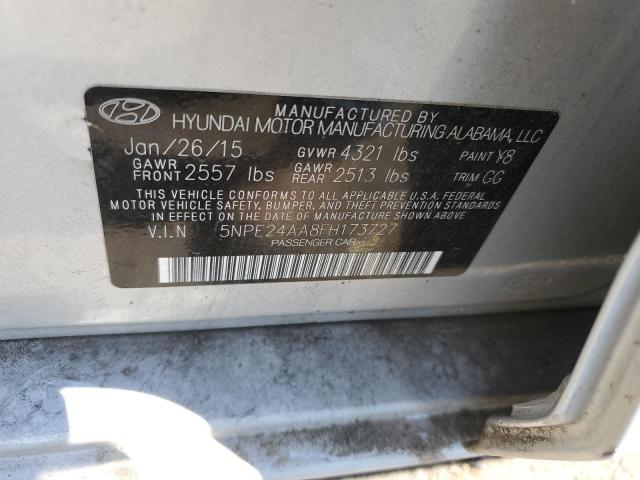 MANUFACTURED BY
HYUNDAI MOTOR MANUFACTURING ALABAMA, LLC
Jan/26/15 GVWR 4321 lbs PAINT Y8
GAWR FRONT 2557 lbs GAWR REAR 2513 lbs TRIM GG
THIS VEHICLE CONFORMS TO ALL APPLICABLE U.S.A. FEDERAL
MOTOR VEHICLE SAFETY, BUMPER, AND THEFT PREVENTION
STANDARDS IN EFFECT ON THE DATE OF MANUFACTURE SHOWN ABOVE
V.I.N 5NPE24AA8FH173727
PASSENGER CAR